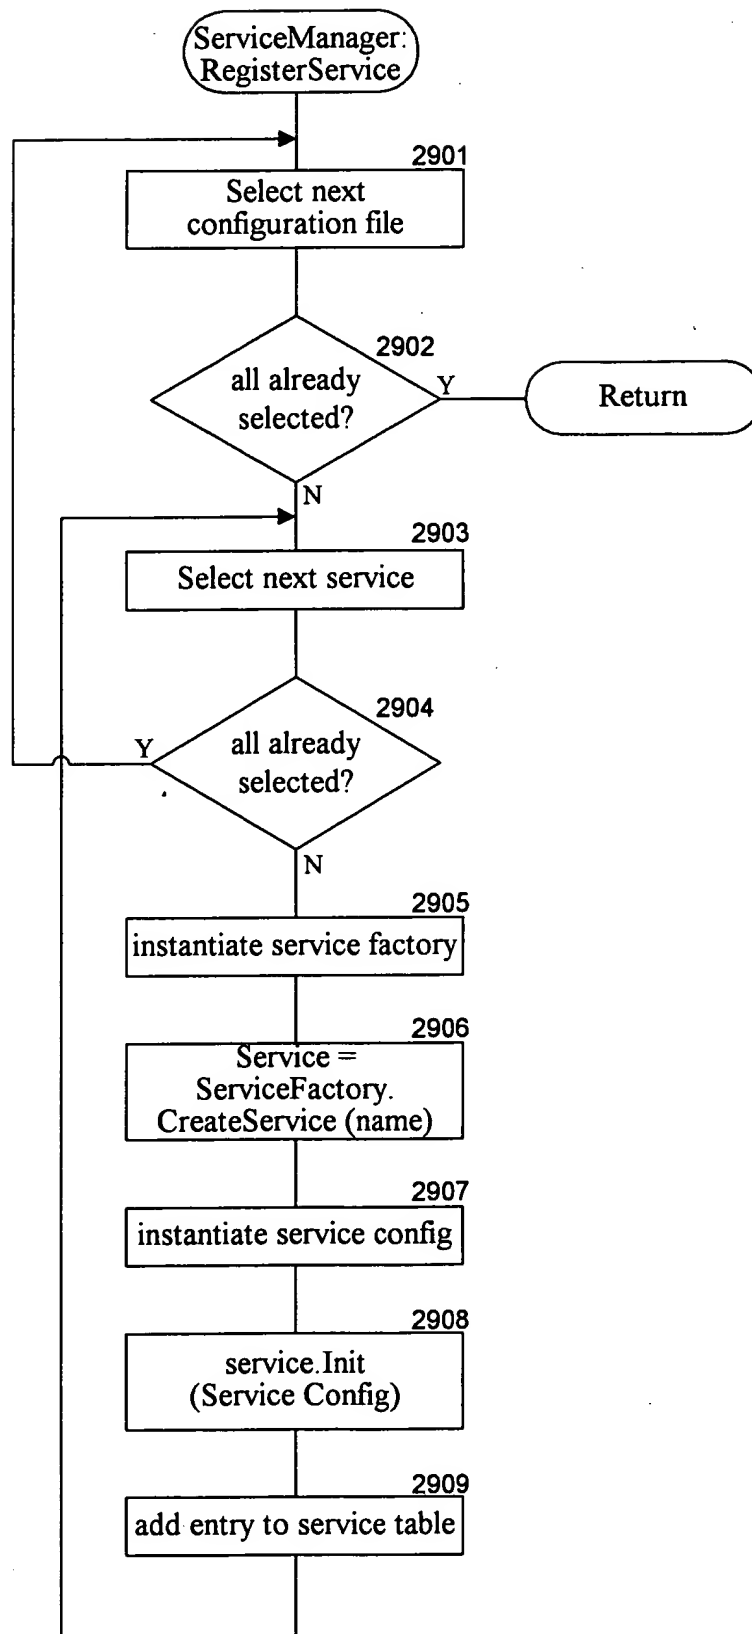 ServiceManager:
RegisterService
2901
Select next
configuration file
2902
all already
selected?
Y
Return
N
2903
Select next service
2904
Y
all already
selected?
N
2905
instantiate service factory
2906
Service =
ServiceFactory.
CreateService (name)
2907
instantiate service config
2908
service.Init
(Service Config)
2909
add entry to service table